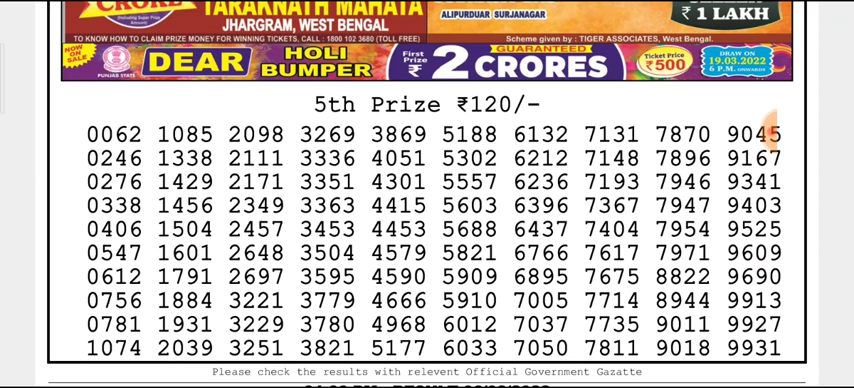 CRORE
(Including Super Prize Amount)
TARAKNATH MAHATA
JHARGRAM, WEST BENGAL
ALIPURDUAR SURJANAGAR
₹ 1 LAKH
TO KNOW HOW TO CLAIM PRIZE MONEY FOR WINNING TICKETS, CALL : 1800 102 3680 (TOLL FREE)
Scheme given by : TIGER ASSOCIATES, West Bengal.
NOW ON SALE
PUNJAB STATE
DEAR
HOLI BUMPER
First Prize ₹
GUARANTEED
2 CRORES
Ticket Price ₹500
DRAW ON
19.03.2022
6 P.M. ONWARDS
5th Prize ₹120/-
0062 1085 2098 3269 3869 5188 6132 7131 7870 9045
0246 1338 2111 3336 4051 5302 6212 7148 7896 9167
0276 1429 2171 3351 4301 5557 6236 7193 7946 9341
0338 1456 2349 3363 4415 5603 6396 7367 7947 9403
0406 1504 2457 3453 4453 5688 6437 7404 7954 9525
0547 1601 2648 3504 4579 5821 6766 7617 7971 9609
0612 1791 2697 3595 4590 5909 6895 7675 8822 9690
0756 1884 3221 3779 4666 5910 7005 7714 8944 9913
0781 1931 3229 3780 4968 6012 7037 7735 9011 9927
1074 2039 3251 3821 5177 6033 7050 7811 9018 9931
Please check the results with relevent Official Government Gazatte